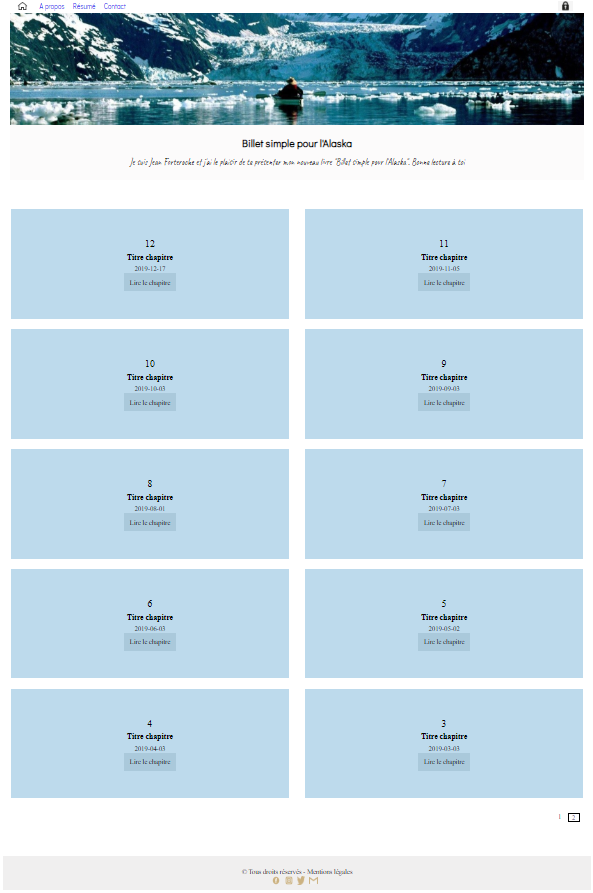 A propos Résumé Contact
Billet simple pour l'Alaska
Je suis Jean Forteroche et j'ai le plaisir de te présenter mon nouveau livre "Billet simple pour l'Alaska". Bonne lecture à toi
12
Titre chapitre
2019-12-17
Lire le chapitre
11
Titre chapitre
2019-11-05
Lire le chapitre
10
Titre chapitre
2019-10-03
Lire le chapitre
9
Titre chapitre
2019-09-03
Lire le chapitre
8
Titre chapitre
2019-08-01
Lire le chapitre
7
Titre chapitre
2019-07-03
Lire le chapitre
6
Titre chapitre
2019-06-03
Lire le chapitre
5
Titre chapitre
2019-05-02
Lire le chapitre
4
Titre chapitre
2019-04-03
Lire le chapitre
3
Titre chapitre
2019-03-03
Lire le chapitre
1 2
© Tous droits réservés - Mentions légales